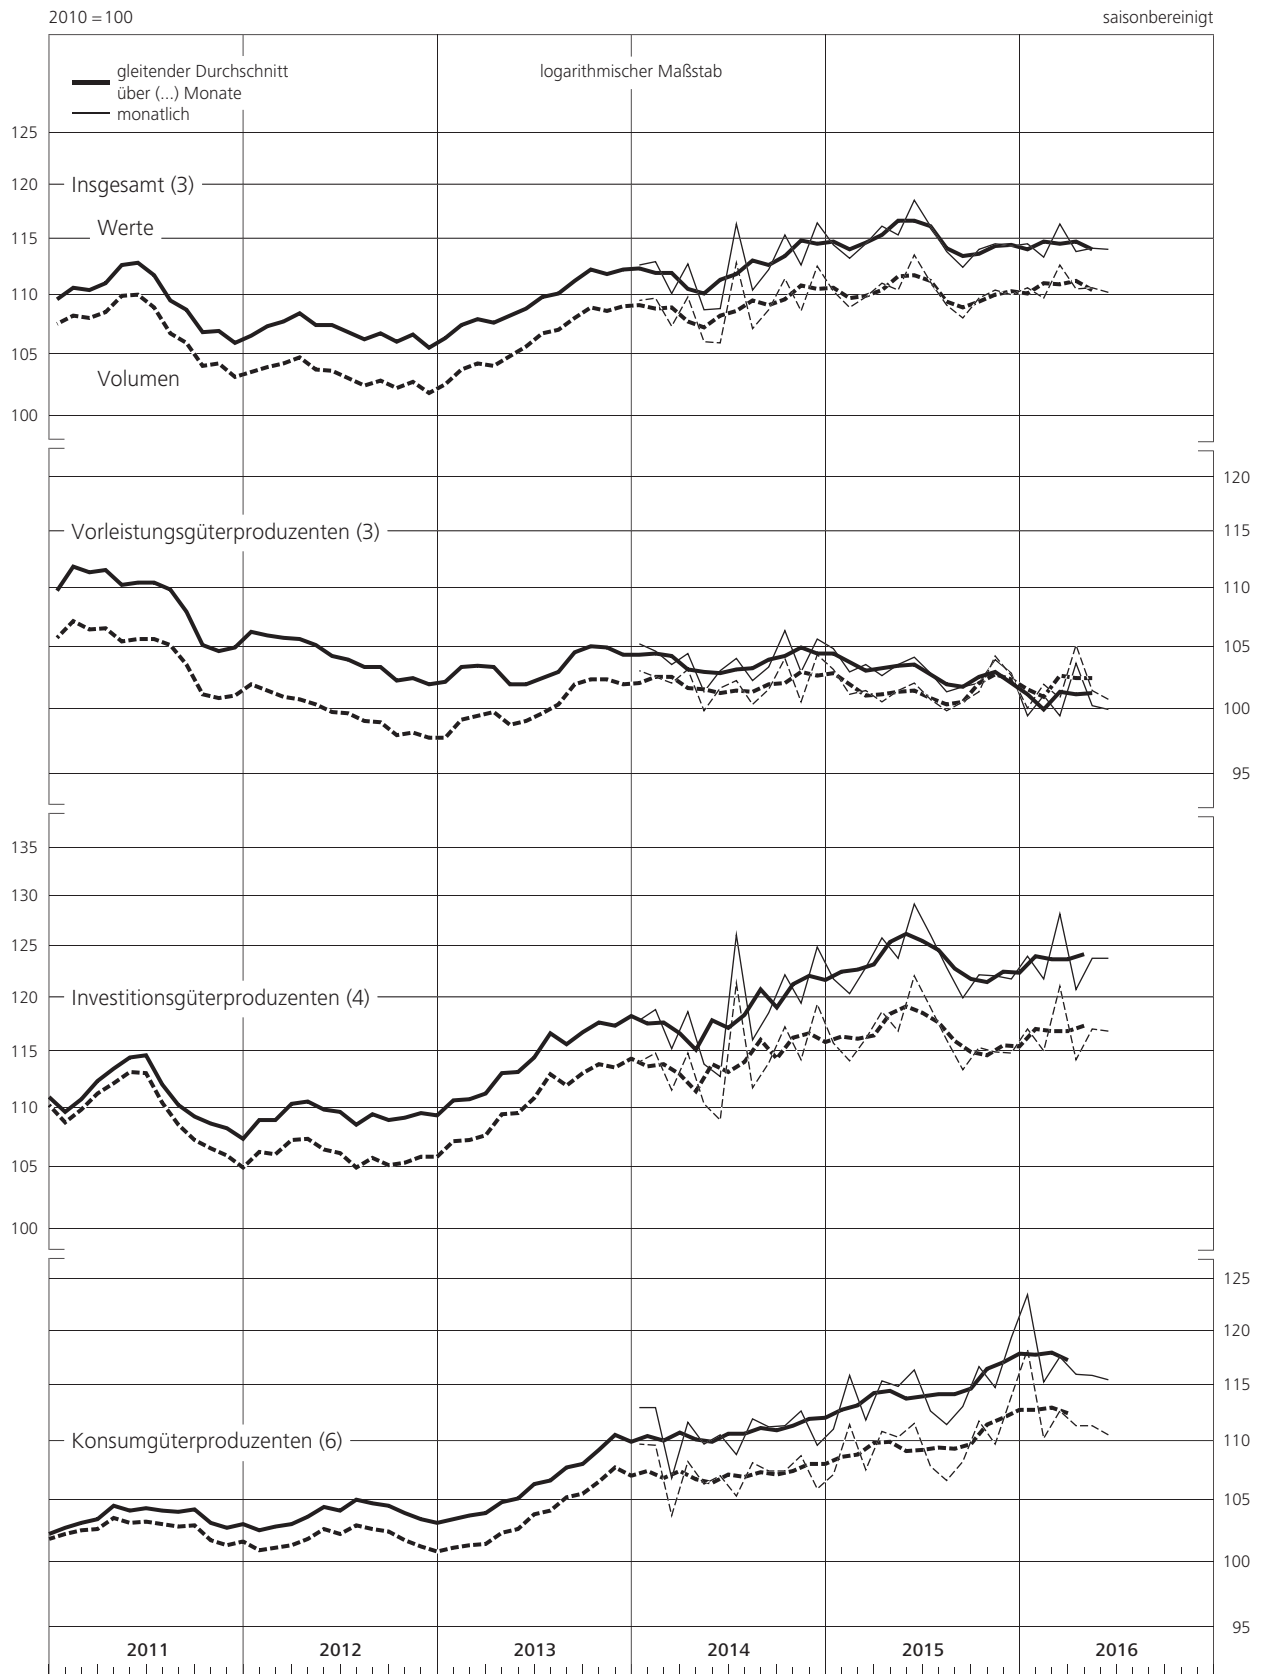 2010 = 100
saisonbereinigt
gleitender Durchschnitt
über (...) Monate
monatlich
logarithmischer Maßstab
125
120
Insgesamt (3)
115
Werte
110
105
Volumen
100
120
Vorleistungsgüterproduzenten (3)
115
110
105
100
95
135
130
125
120
Investitionsgüterproduzenten (4)
115
110
105
100
125
120
115
Konsumgüterproduzenten (6)
110
105
100
95
2011 2012 2013 2014 2015 2016